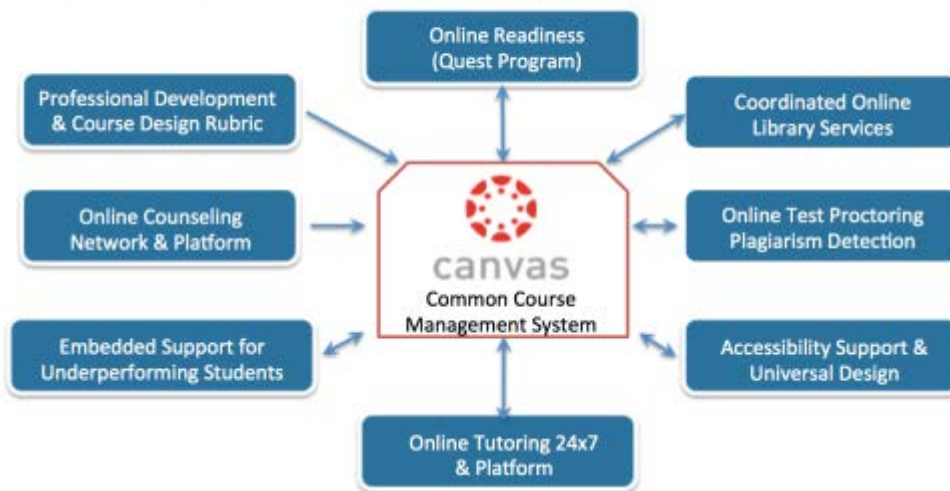 Online Readiness
(Quest Program)
Professional Development
& Course Design Rubric
Coordinated Online
Library Services
Online Counseling
Network & Platform
canvas
Common Course
Management System
Online Test Proctoring
Plagiarism Detection
Embedded Support for
Underperforming Students
Accessibility Support &
Universal Design
Online Tutoring 24x7
& Platform